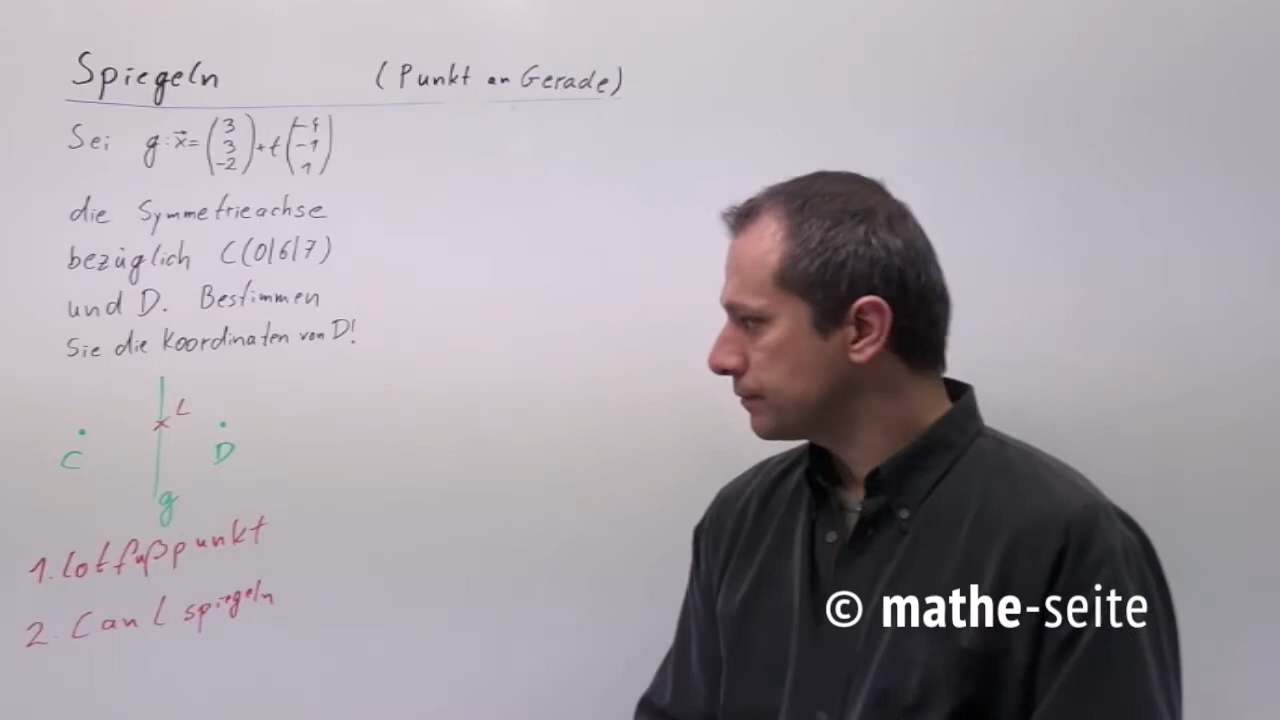 Spiegeln (Punkt an Gerade)
Sei g: x⃗ = (3 3 -2) + t (-4 -1 1)
die Symmetrieachse
bezüglich C(0|6|7)
und D. Bestimmen
Sie die Koordinaten von D!
L
C
D
g
1. Lotfußpunkt
2. C an L spiegeln
© mathe-seite